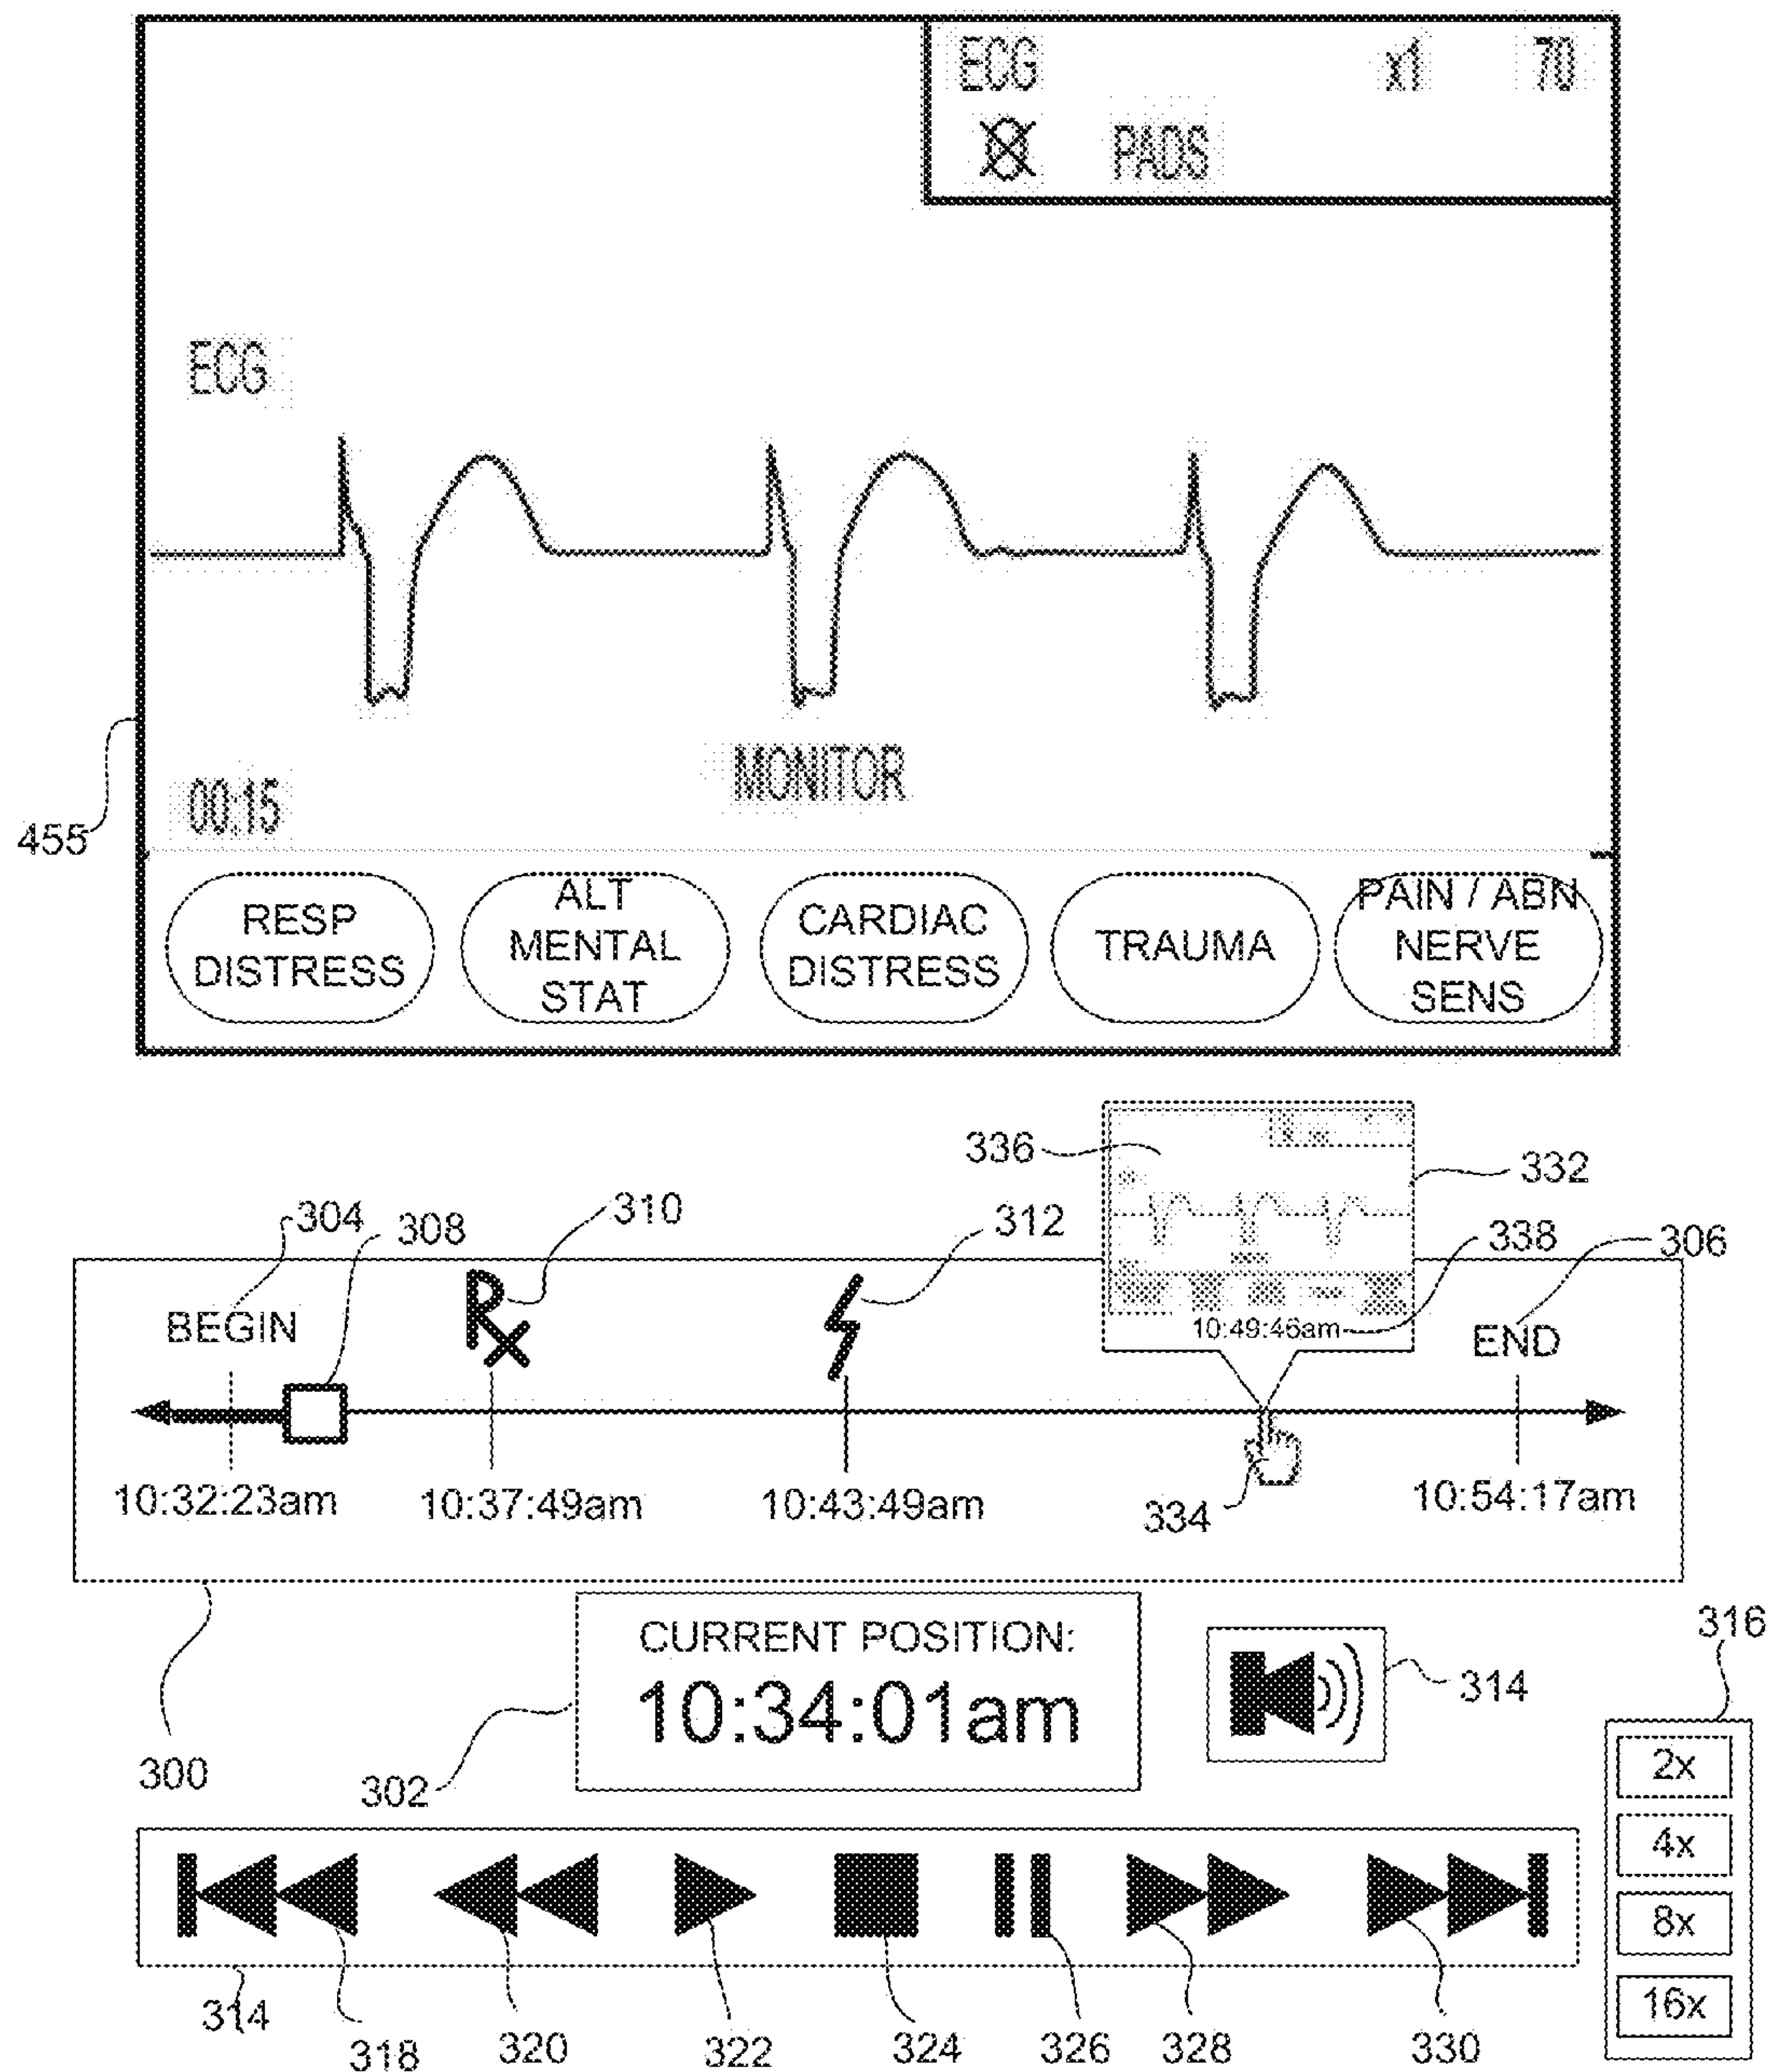 ECG x1 70
PADS
ECG
MONITOR
00:15
455
RESP DISTRESS
ALT MENTAL STAT
CARDIAC DISTRESS
TRAUMA
PAIN / ABN NERVE SENS
336
332
304
308
310
312
338
306
BEGIN
Rx
10:49:46am
END
10:32:23am
10:37:49am
10:43:49am
334
10:54:17am
300
302
CURRENT POSITION:
10:34:01am
314
316
2x
4x
8x
16x
314
318
320
322
324
326
328
330